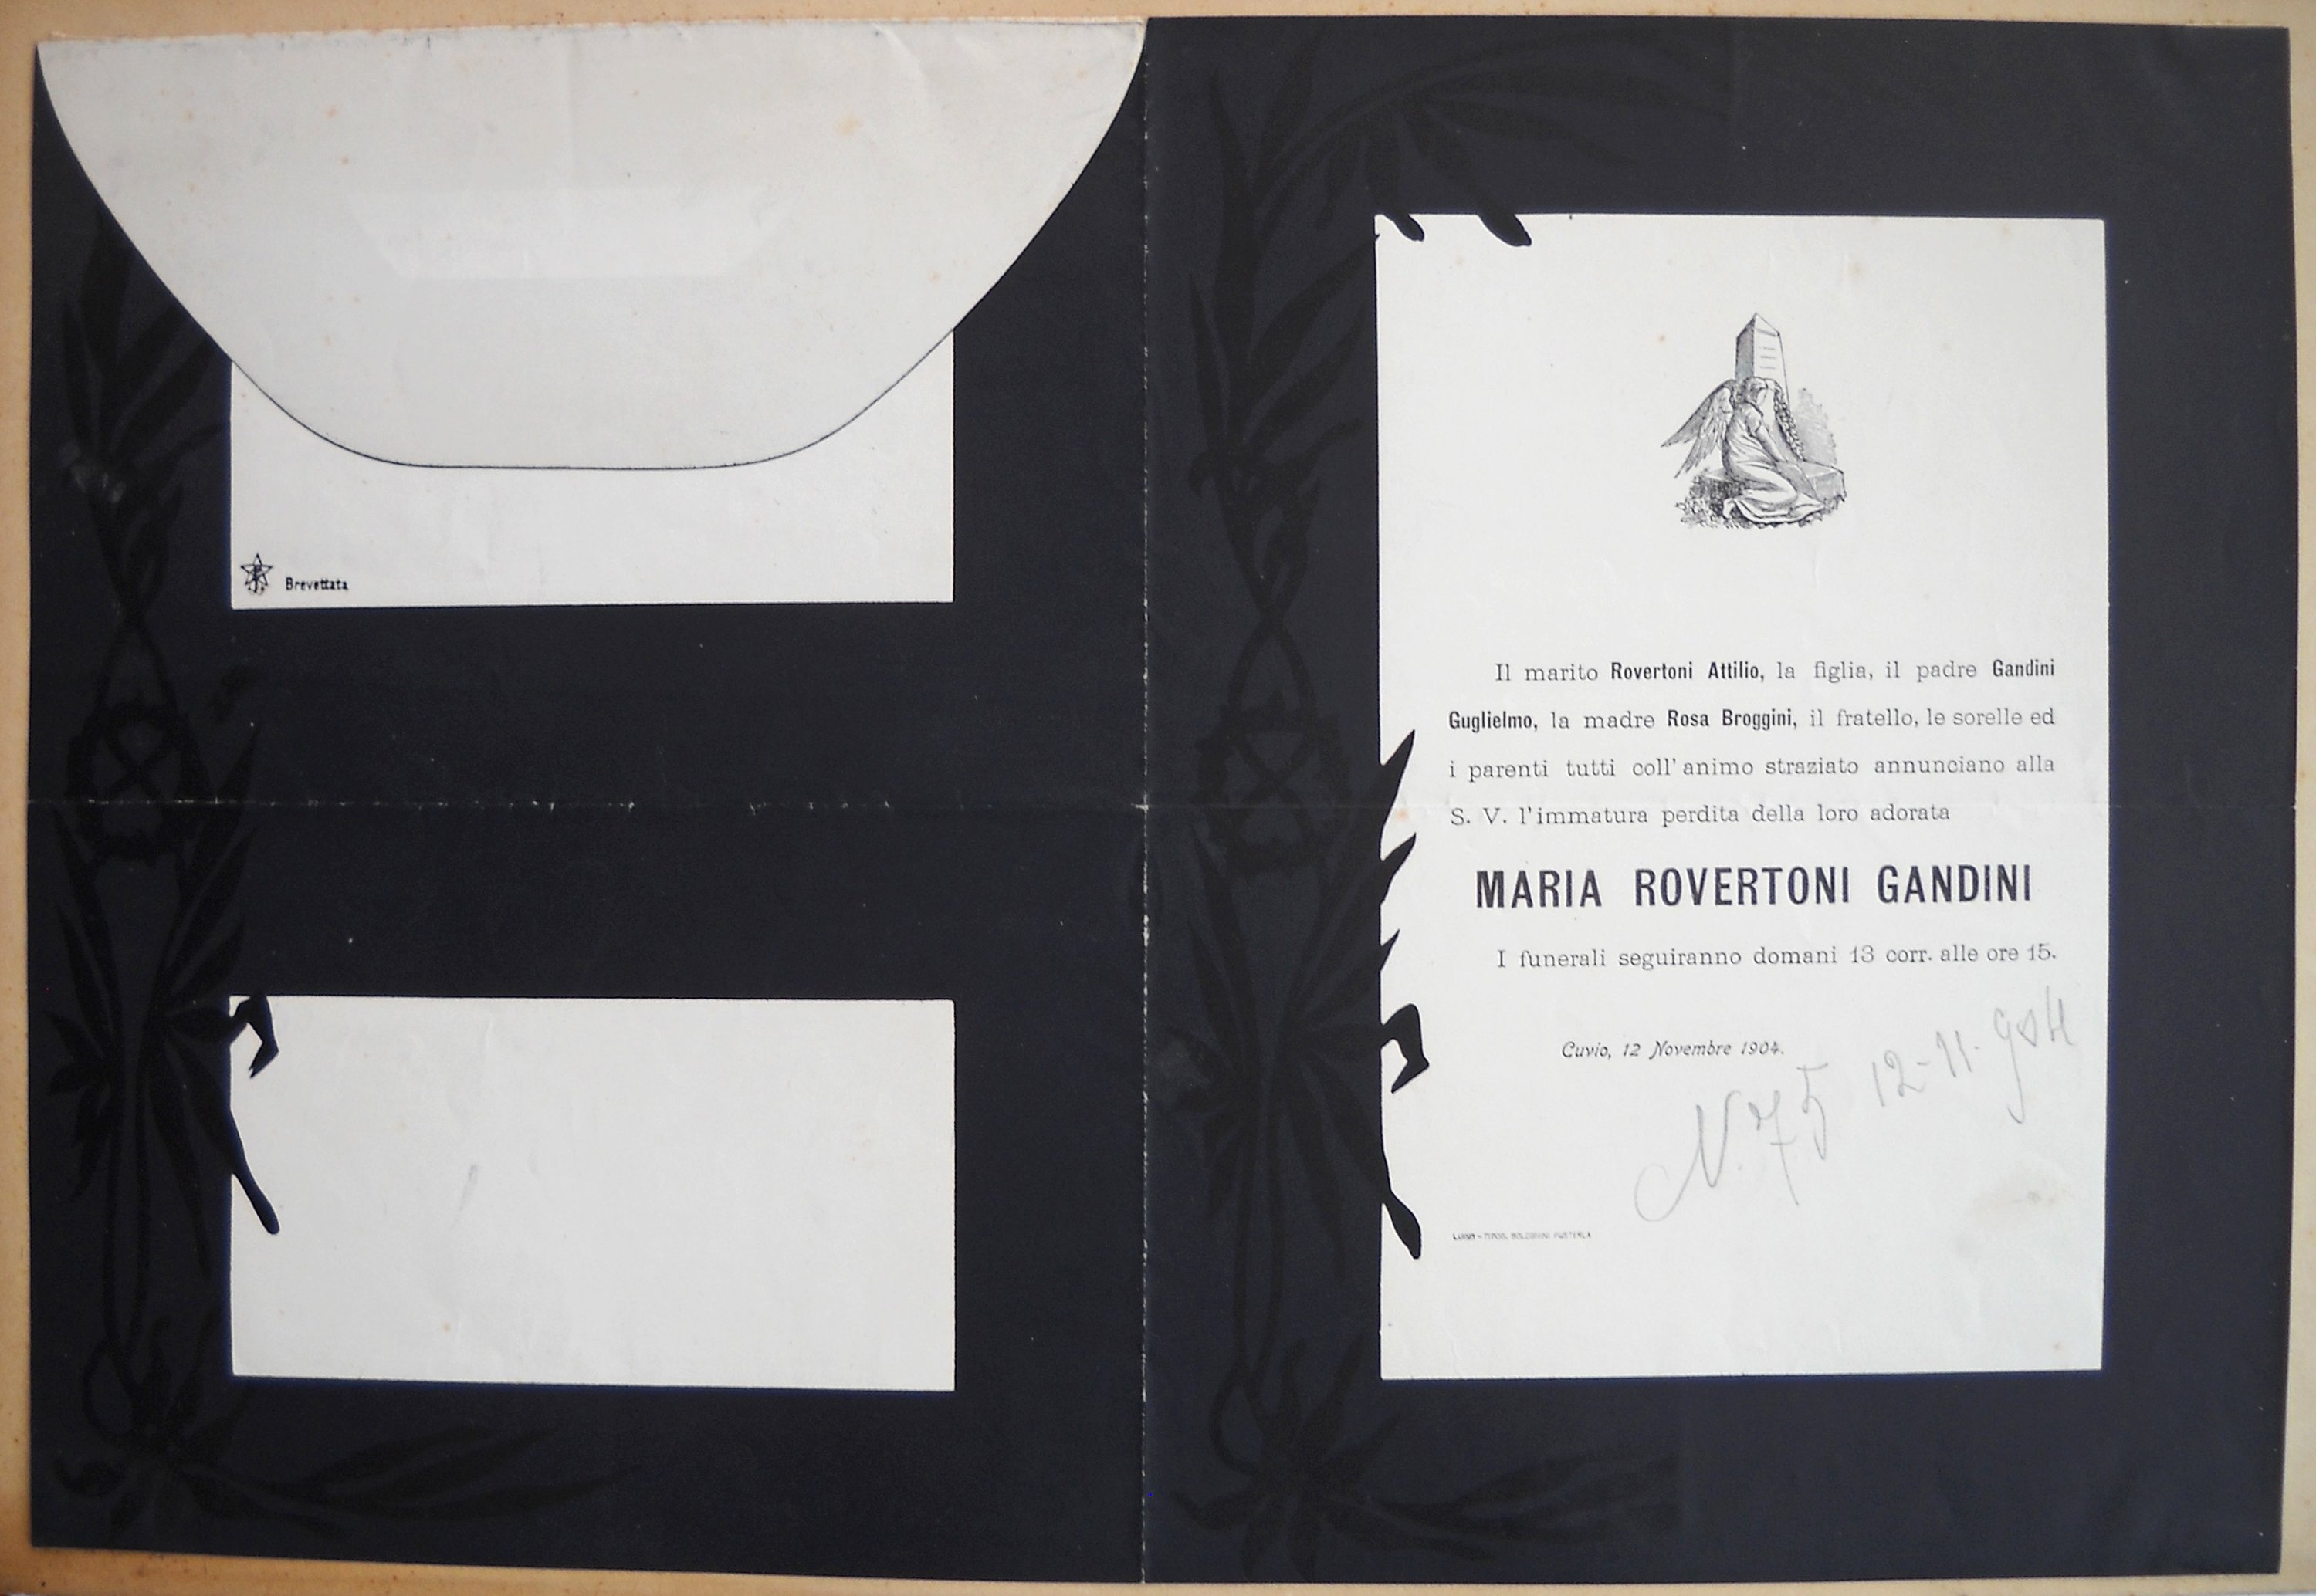 Brevettata
Il marito Rovertoni Attilio, la figlia, il padre Gandini
Guglielmo, la madre Rosa Broggini, il fratello, le sorelle ed
i parenti tutti coll' animo straziato annunciano alla
S. V. l' immatura perdita della loro adorata
MARIA ROVERTONI GANDINI
I funerali seguiranno domani 13 corr. alle ore 15.
Cuvio, 12 Novembre 1904.
N. 75 12-11-904
LUINO - TIPOG.